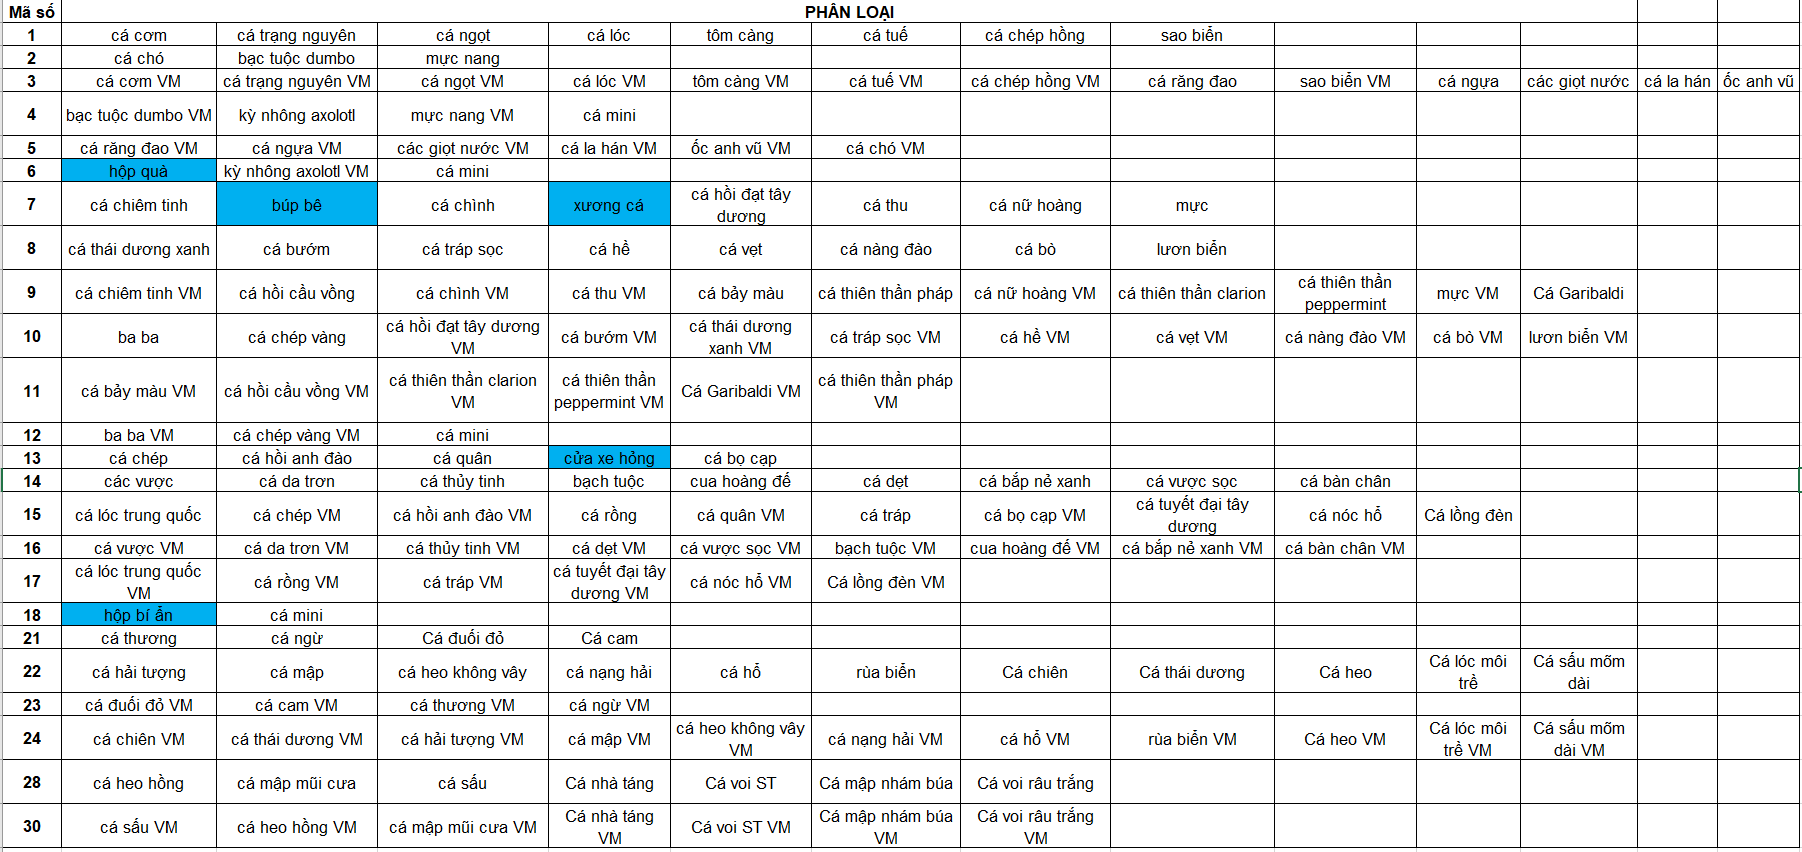 Mã số PHÂN LOẠI
1 cá cơm cá trạng nguyên cá ngọt cá lóc tôm càng cá tuế cá chép hồng sao biển
2 cá chó bạc tuộc dumbo mực nang
3 cá cơm VM cá trạng nguyên VM cá ngọt VM cá lóc VM tôm càng VM cá tuế VM cá chép hồng VM cá răng đao sao biển VM cá ngựa các giọt nước cá la hán ốc anh vũ
4 bạc tuộc dumbo VM kỳ nhông axolotl mực nang VM cá mini
5 cá răng đao VM cá ngựa VM các giọt nước VM cá la hán VM ốc anh vũ VM cá chó VM
6 hộp quà kỳ nhông axolotl VM cá mini
7 cá chiêm tinh búp bê cá chình xương cá cá hồi đạt tây dương cá thu cá nữ hoàng mực
8 cá thái dương xanh cá bướm cá tráp sọc cá hề cá vẹt cá nàng đào cá bò lươn biển
9 cá chiêm tinh VM cá hồi cầu vồng cá chình VM cá thu VM cá bảy màu cá thiên thần pháp cá nữ hoàng VM cá thiên thần clarion cá thiên thần peppermint mực VM Cá Garibaldi
10 ba ba cá chép vàng cá hồi đạt tây dương VM cá bướm VM cá thái dương xanh VM cá tráp sọc VM cá hề VM cá vẹt VM cá nàng đào VM cá bò VM lươn biển VM
11 cá bảy màu VM cá hồi cầu vồng VM cá thiên thần clarion VM cá thiên thần peppermint VM Cá Garibaldi VM cá thiên thần pháp VM
12 ba ba VM cá chép vàng VM cá mini
13 cá chép cá hồi anh đào cá quân cửa xe hỏng cá bọ cạp
14 các vược cá da trơn cá thủy tinh bạch tuộc cua hoàng đế cá dẹt cá bắp nẻ xanh cá vược sọc cá bàn chân
15 cá lóc trung quốc cá chép VM cá hồi anh đào VM cá rồng cá quân VM cá tráp cá bọ cạp VM cá tuyết đại tây dương cá nóc hổ Cá lồng đèn
16 cá vược VM cá da trơn VM cá thủy tinh VM cá dẹt VM cá vược sọc VM bạch tuộc VM cua hoàng đế VM cá bắp nẻ xanh VM cá bàn chân VM
17 cá lóc trung quốc VM cá rồng VM cá tráp VM cá tuyết đại tây dương VM cá nóc hổ VM Cá lồng đèn VM
18 hộp bí ẩn cá mini
21 cá thương cá ngừ Cá đuối đỏ Cá cam
22 cá hải tượng cá mập cá heo không vây cá nạng hải cá hổ rùa biển Cá chiên Cá thái dương Cá heo Cá lóc môi trề Cá sấu mõm dài
23 cá đuối đỏ VM cá cam VM cá thương VM cá ngừ VM
24 cá chiên VM cá thái dương VM cá hải tượng VM cá mập VM cá heo không vây VM cá nạng hải VM cá hổ VM rùa biển VM Cá heo VM Cá lóc môi trề VM Cá sấu mõm dài VM
28 cá heo hồng cá mập mũi cưa cá sấu Cá nhà táng Cá voi ST Cá mập nhám búa Cá voi râu trắng
30 cá sấu VM cá heo hồng VM cá mập mũi cưa VM Cá nhà táng VM Cá voi ST VM Cá mập nhám búa VM Cá voi râu trắng VM